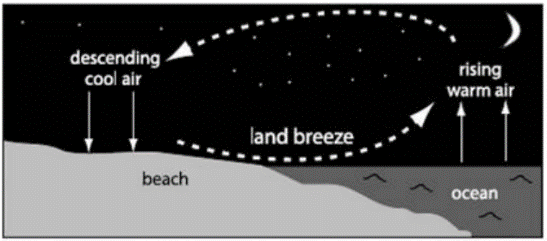 descending
cool air
rising
warm air
land breeze
beach
ocean